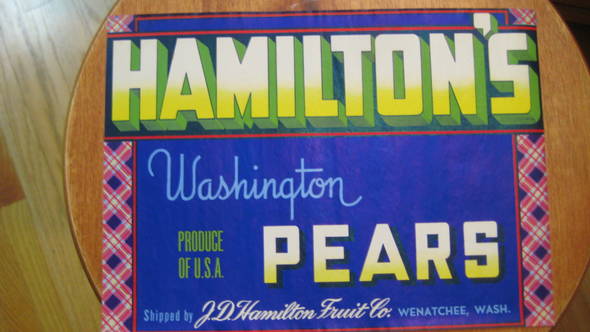 HAMILTON'S
Washington
PRODUCE
OF U.S.A.
PEARS
Shipped by J.D. Hamilton Fruit Co. WENATCHEE, WASH.